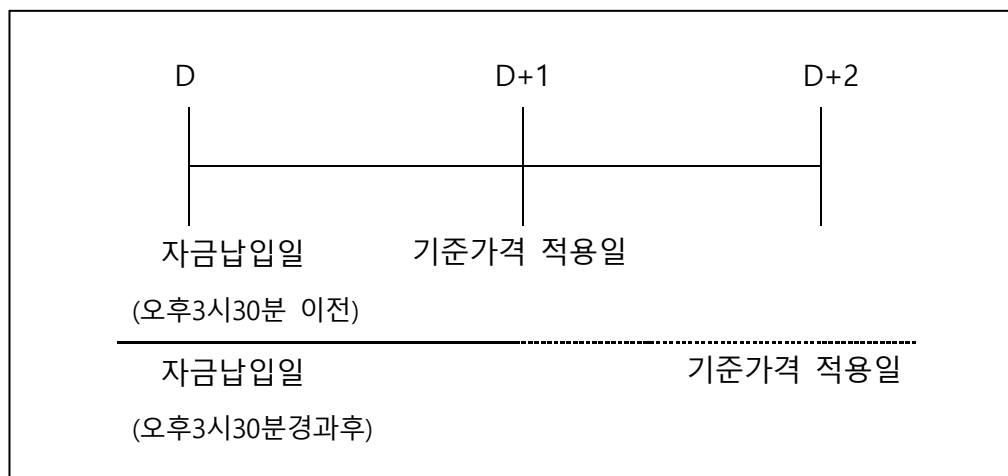 D D+1 D+2
자금납입일 기준가격 적용일
(오후3시30분 이전)
자금납입일 기준가격 적용일
(오후3시30분경과후)